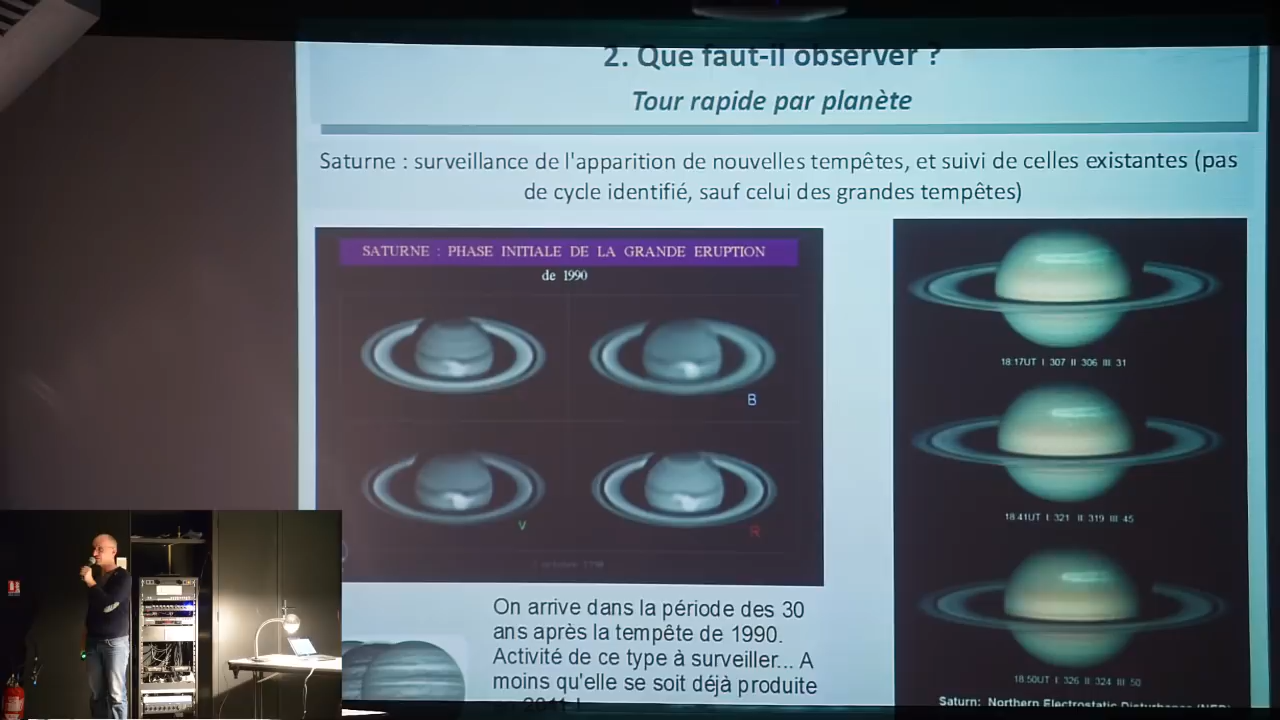 2. Que faut-il observer ?
Tour rapide par planète
Saturne : surveillance de l'apparition de nouvelles tempêtes, et suivi de celles existantes (pas
de cycle identifié, sauf celui des grandes tempêtes)
SATURNE : PHASE INITIALE DE LA GRANDE ERUPTION
de 1990
B
V
R
18:17UT I 307 II 306 III 31
18:41UT I 321 II 319 III 45
18:50UT I 326 II 324 III 50
Saturn: Northern Electrostatic Disturbance (NED)
On arrive dans la période des 30
ans après la tempête de 1990.
Activité de ce type à surveiller... A
moins qu'elle se soit déjà produite
2011 !